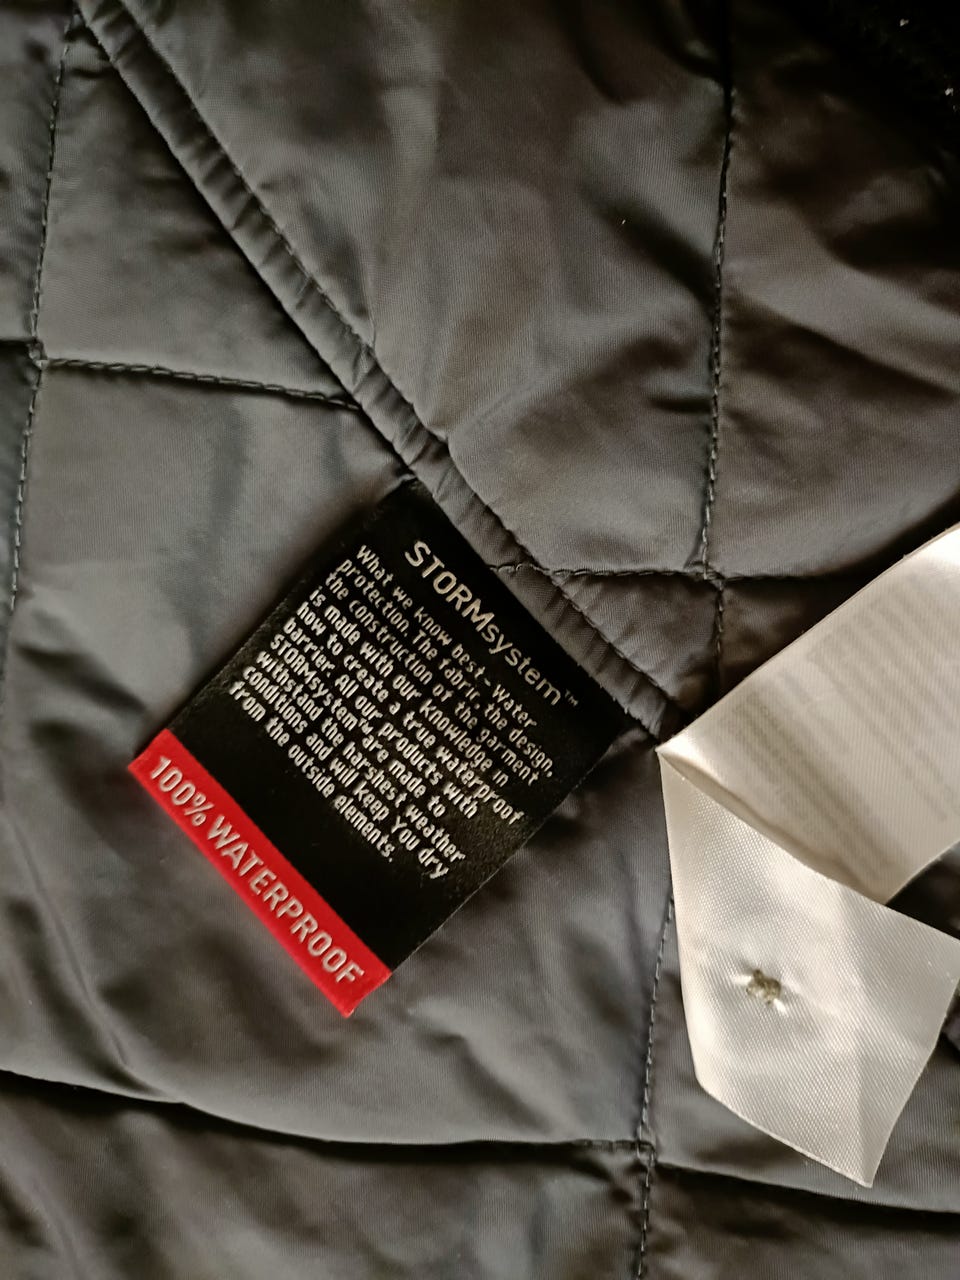 STORMsystem™
What we know best - water
protection. The fabric, the design,
the construction of the garment
is made with our knowledge in
how to create a true waterproof
barrier. All our products with
STORMsystem™ are made to
withstand the harshest weather
conditions and will keep You dry
from the outside elements.
100% WATERPROOF